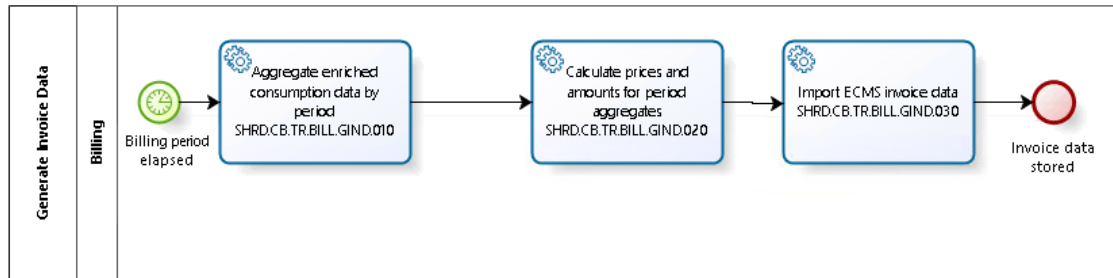 Generate Invoice Data
Billing
Billing period
elapsed
Aggregate enriched
consumption data by
period
SHRD.CB.TR.BILL.GIND.010
Calculate prices and
amounts for period
aggregates
SHRD.CB.TR.BILL.GIND.020
Import ECMS invoice data
SHRD.CB.TR.BILL.GIND.030
Invoice data
stored